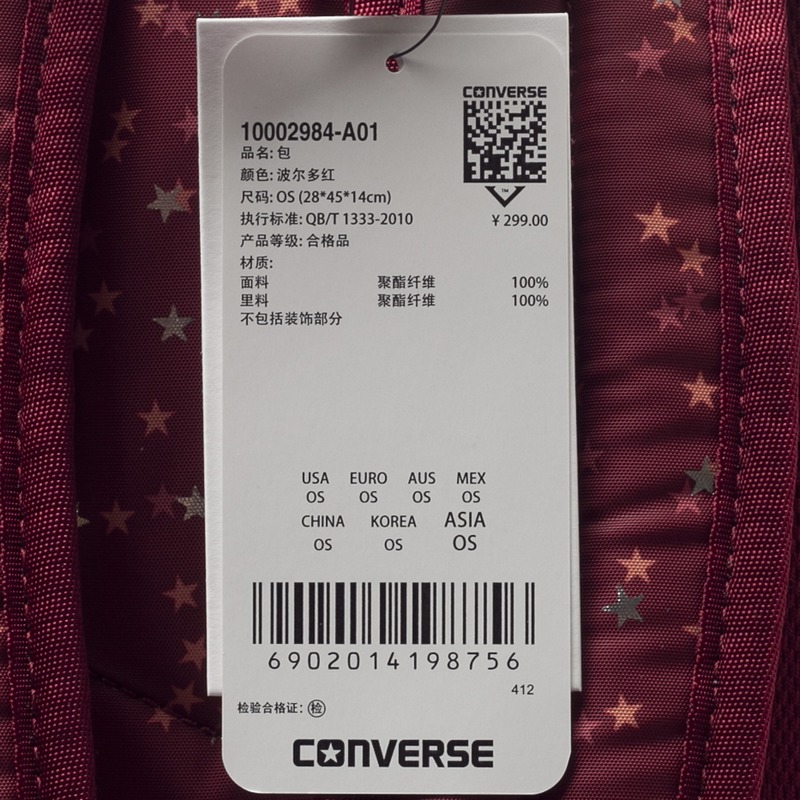 CONVERSE
10002984-A01
品名: 包
颜色: 波尔多红
尺码: OS (28*45*14cm)
执行标准: QB/T 1333-2010
¥ 299.00
产品等级: 合格品
材质:
面料 聚酯纤维 100%
里料 聚酯纤维 100%
不包括装饰部分
USA EURO AUS MEX
OS OS OS OS
CHINA KOREA ASIA
OS OS OS
6902014198756
412
检验合格证: 检
CONVERSE